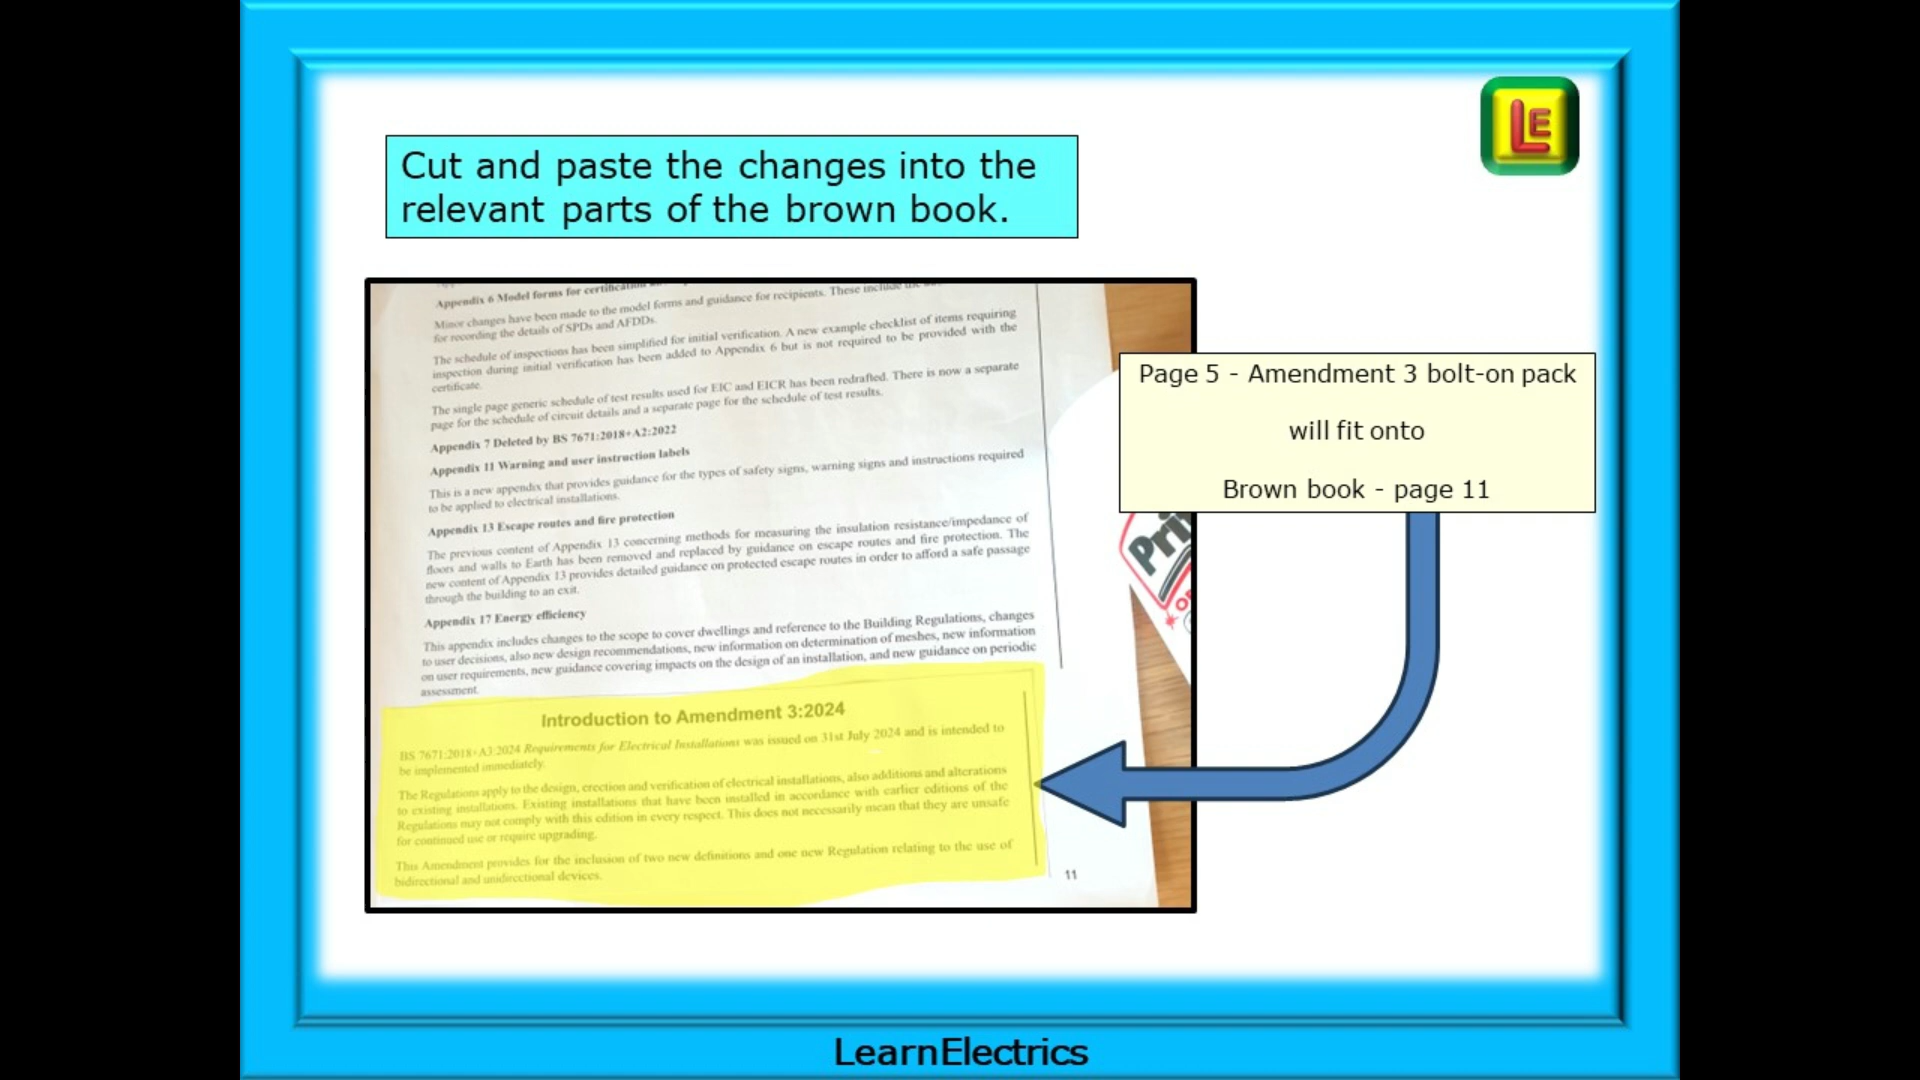 LE
Cut and paste the changes into the
relevant parts of the brown book.
Appendix 6 Model forms for certification
Minor changes have been made to the model forms and guidance for recipients. These include the
for recording the details of SPDs and AFDDs.
The schedule of inspections has been simplified for initial verification. A new example checklist of items requiring
inspection during initial verification has been added to Appendix 6 but is not required to be provided with the
certificate.
The single page generic schedule of test results used for EIC and EICR has been redrafted. There is now a separate
page for the schedule of circuit details and a separate page for the schedule of test results.
Appendix 7 Deleted by BS 7671:2018+A2:2022
Appendix 11 Warning and user instruction labels
This is a new appendix that provides guidance for the types of safety signs, warning signs and instructions required
to be applied to electrical installations.
Appendix 13 Escape routes and fire protection
The previous content of Appendix 13 concerning methods for measuring the insulation resistance/impedance of
floors and walls to Earth has been removed and replaced by guidance on escape routes and fire protection. The
new content of Appendix 13 provides detailed guidance on protected escape routes in order to afford a safe passage
through the building to an exit.
Appendix 17 Energy efficiency
This appendix includes changes to the scope to cover dwellings and reference to the Building Regulations, changes
to user decisions, also new design recommendations, new information on determination of meshes, new information
on user requirements, new guidance covering impacts on the design of an installation, and new guidance on periodic
assessment.
Introduction to Amendment 3:2024
BS 7671:2018+A3:2024 Requirements for Electrical Installations was issued on 31st July 2024 and is intended to
be implemented immediately.
The Regulations apply to the design, erection and verification of electrical installations, also additions and alterations
to existing installations. Existing installations that have been installed in accordance with earlier editions of the
Regulations may not comply with this edition in every respect. This does not necessarily mean that they are unsafe
for continued use or require upgrading.
This Amendment provides for the inclusion of two new definitions and one new Regulation relating to the use of
bidirectional and unidirectional devices.
11
Pri
Page 5 - Amendment 3 bolt-on pack
will fit onto
Brown book - page 11
LearnElectrics